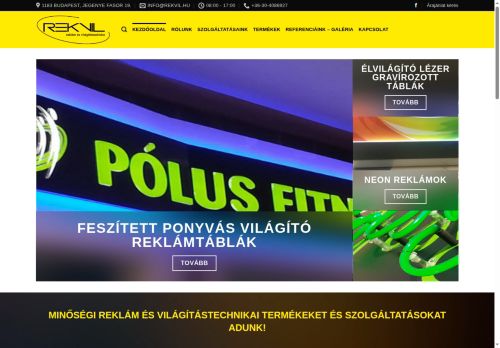 1163 BUDAPEST, JEGENYE FASOR 19. INFO@REKVIL.HU 08:00 - 17:00 +36-30-4086927 Árajánlat kérés
REKVIL
KEZDŐOLDAL RÓLUNK SZOLGÁLTATÁSAINK TERMÉKEK REFERENCIÁINK – GALÉRIA KAPCSOLAT
PÓLUS FITN
FESZÍTETT PONYVÁS VILÁGÍTÓ
REKLÁMTÁBLÁK
TOVÁBB
ÉLVILÁGÍTÓ LÉZER
GRAVÍROZOTT
TÁBLÁK
TOVÁBB
NEON REKLÁMOK
TOVÁBB
MINŐSÉGI REKLÁM ÉS VILÁGÍTÁSTECHNIKAI TERMÉKEKET ÉS SZOLGÁLTATÁSOKAT
ADUNK!